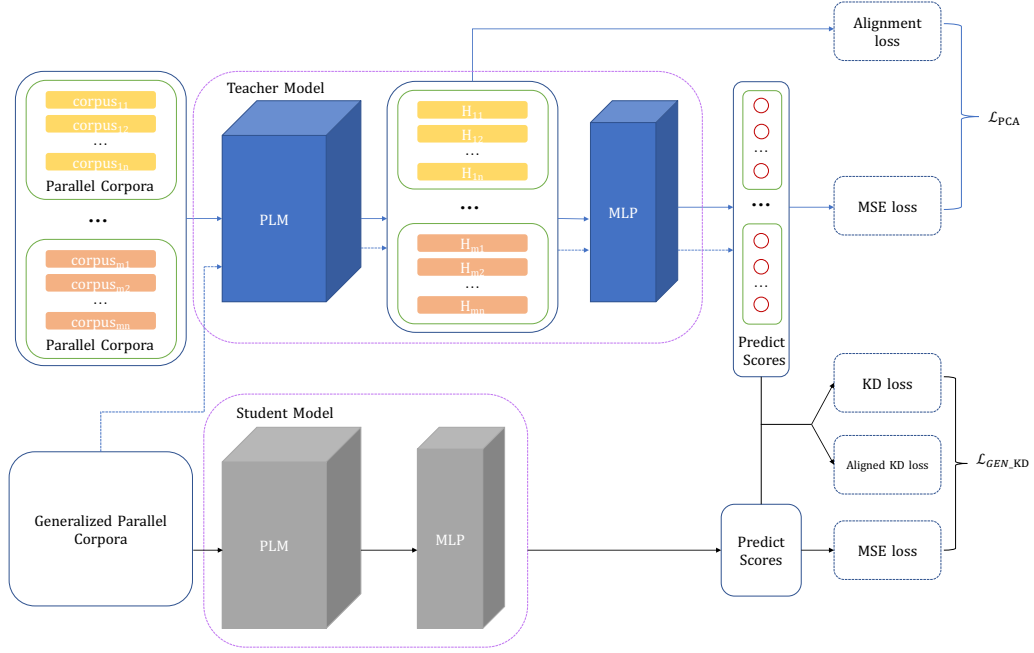 Alignment
loss
Teacher Model
corpus₁₁
corpus₁₂
...
corpus₁ₙ
Parallel Corpora
...
corpusₘ₁
corpusₘ₂
...
corpusₘₙ
Parallel Corpora
PLM
H₁₁
H₁₂
...
H₁ₙ
...
Hₘ₁
Hₘ₂
...
Hₘₙ
MLP
...
...
...
Predict
Scores
MSE loss
ℒ_PCA
Student Model
Generalized Parallel
Corpora
PLM
MLP
Predict
Scores
KD loss
Aligned KD loss
MSE loss
ℒ_GEN_KD